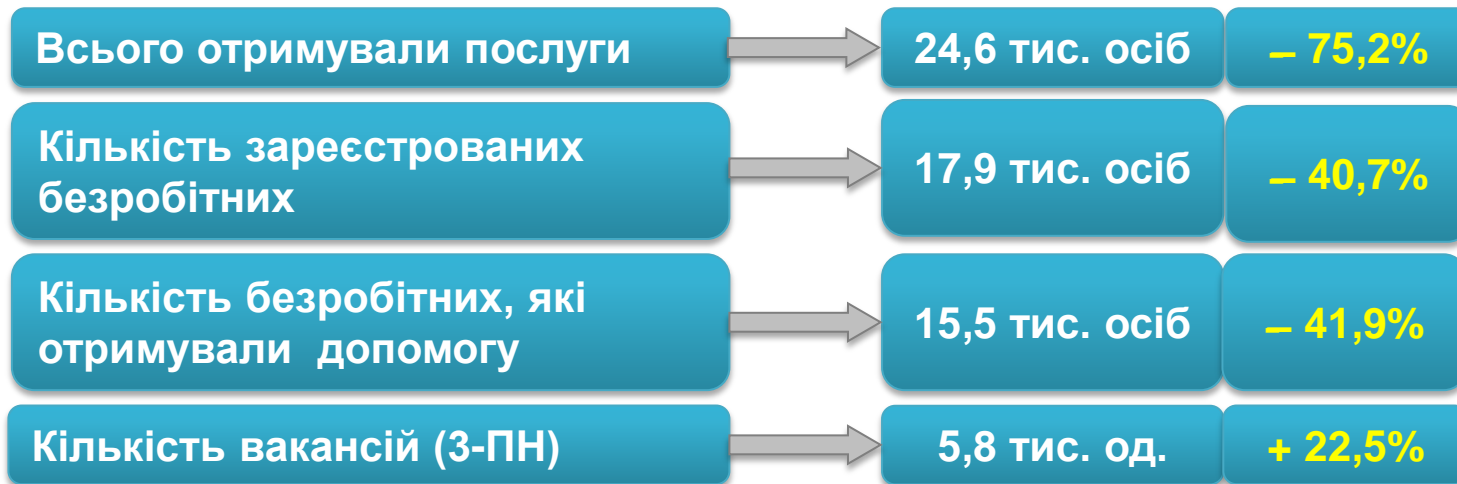 Всього отримували послуги 24,6 тис. осіб – 75,2%
Кількість зареєстрованих
безробітних 17,9 тис. осіб – 40,7%
Кількість безробітних, які
отримували допомогу 15,5 тис. осіб – 41,9%
Кількість вакансій (3-ПН) 5,8 тис. од. + 22,5%